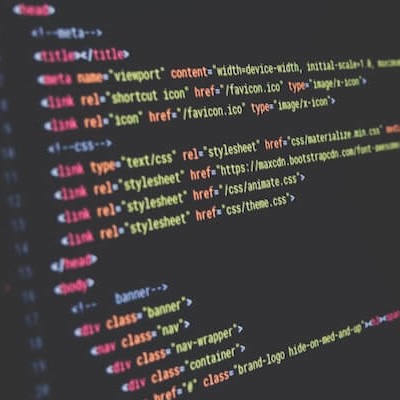 <head>
<!--meta-->
<title></title>
<meta name="viewport" content="width=device-width, initial-scale=1.0, maximum
<link rel="shortcut icon" href="/favicon.ico" type="image/x-icon">
<link rel="icon" href="/favicon.ico" type="image/x-icon">
<!--css-->
<link type="text/css" rel="stylesheet" href="css/materialize.min.css"
<link rel="stylesheet" href="https://maxcdn.bootstrapcdn.com/font-awesome
<link rel="stylesheet" href="/css/animate.css">
<link rel="stylesheet" href="css/theme.css">
</head>
<body>
<!-- banner-->
<div class="banner">
<nav class="nav">
<div class="nav-wrapper">
<div class="container">
href="#" class="brand-logo hide-on-med-and-up">